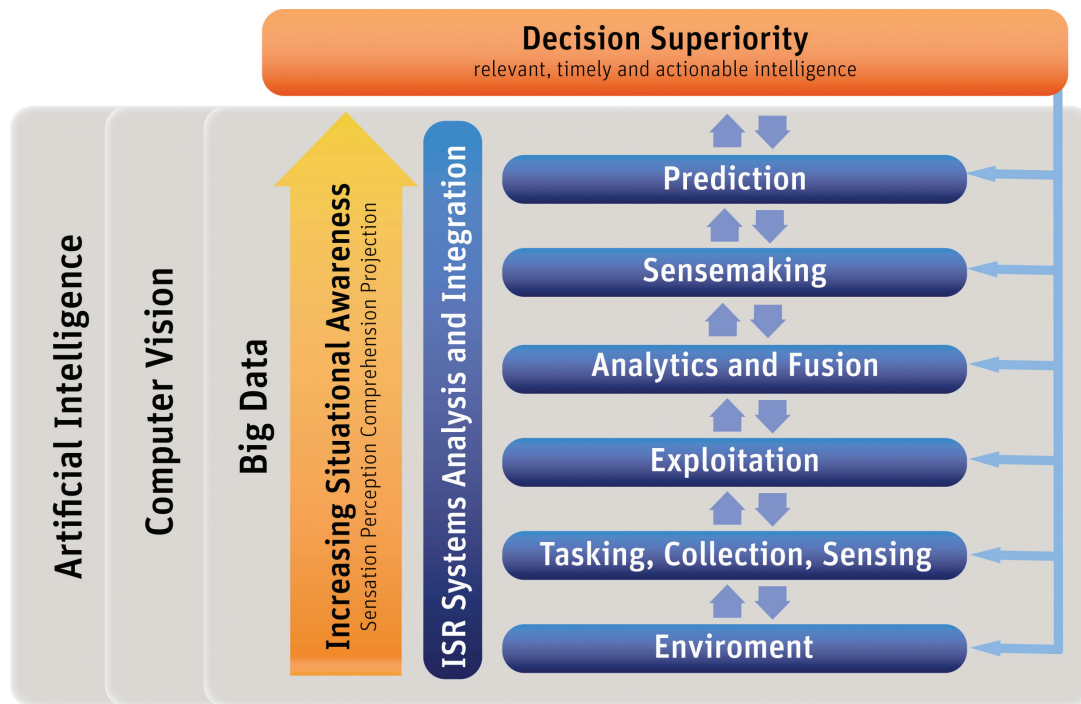 Decision Superiority
relevant, timely and actionable intelligence
Artificial Intelligence
Computer Vision
Big Data
Increasing Situational Awareness
Sensation Perception Comprehension Projection
ISR Systems Analysis and Integration
Prediction
Sensemaking
Analytics and Fusion
Exploitation
Tasking, Collection, Sensing
Enviroment